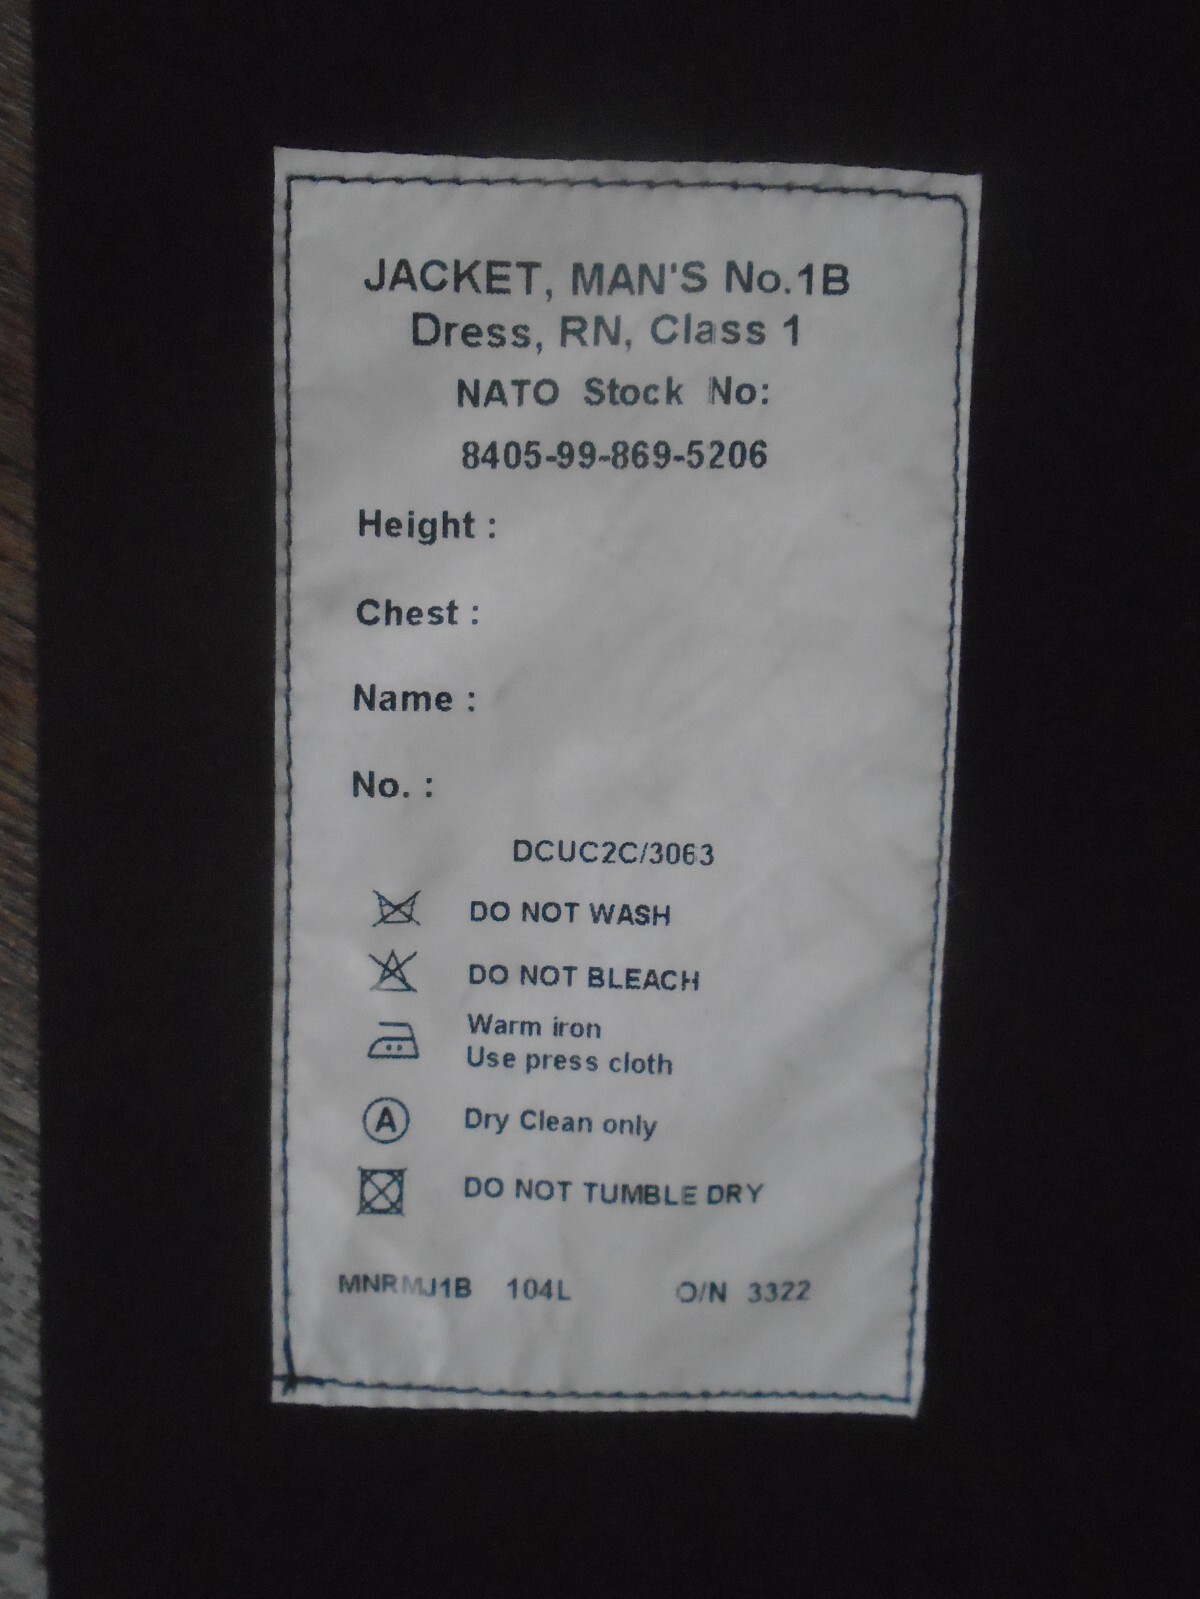 JACKET, MAN'S No.1B
Dress, RN, Class 1
NATO Stock No:
8405-99-869-5206
Height :
Chest :
Name :
No. :
DCUC2C/3063
DO NOT WASH
DO NOT BLEACH
Warm iron
Use press cloth
A Dry Clean only
DO NOT TUMBLE DRY
MNRMJ1B 104L O/N 3322